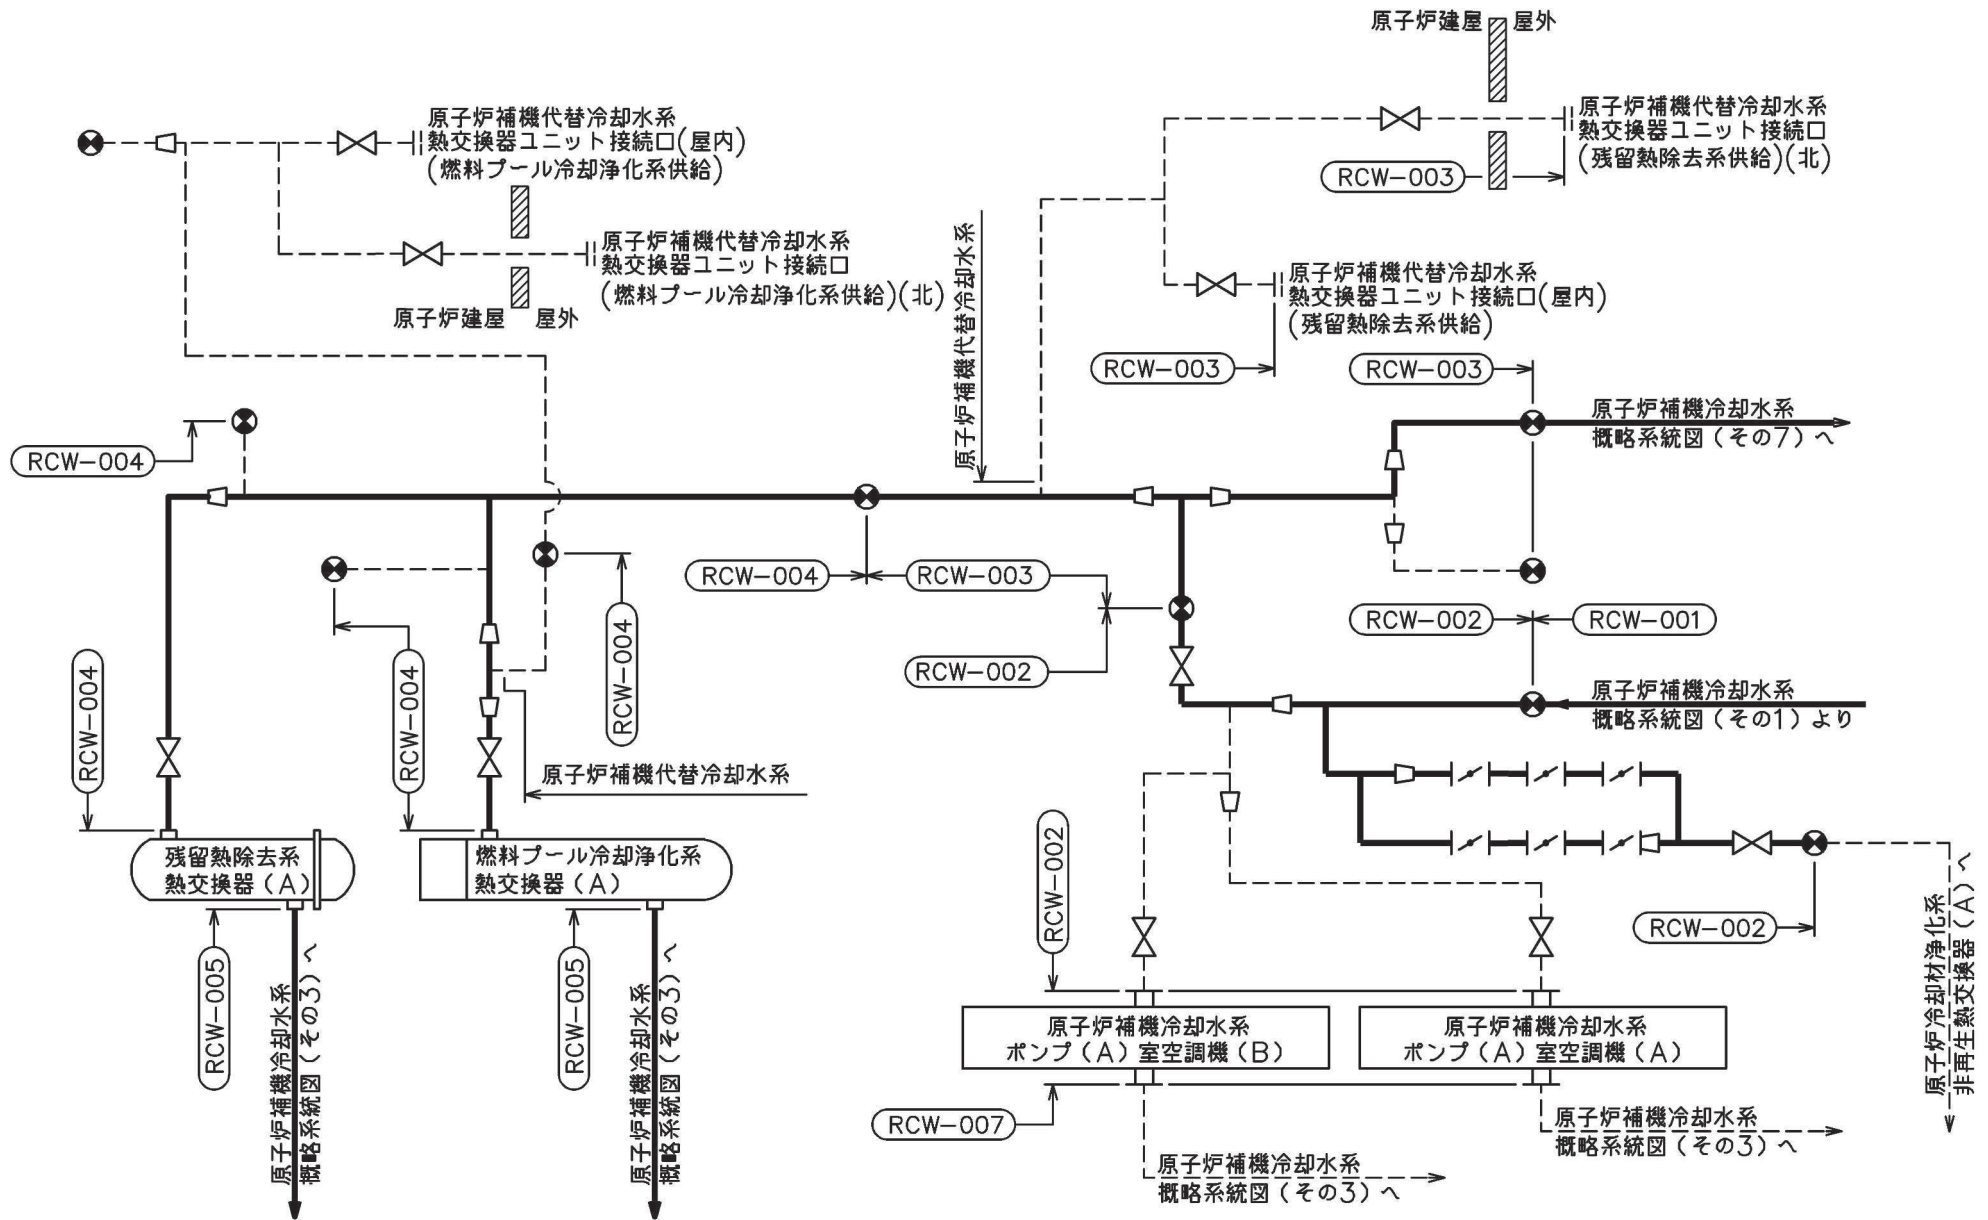 原子炉建屋
屋外
原子炉補機代替冷却水系
熱交換器ユニット接続口
(残留熱除去系供給)(北)
RCW-003
原子炉補機代替冷却水系
熱交換器ユニット接続口(屋内)
(燃料プール冷却浄化系供給)
原子炉補機代替冷却水系
熱交換器ユニット接続口
(燃料プール冷却浄化系供給)(北)
原子炉建屋
屋外
原子炉補機代替冷却水系
原子炉補機代替冷却水系
熱交換器ユニット接続口(屋内)
(残留熱除去系供給)
RCW-003
RCW-003
原子炉補機冷却水系
概略系統図(その7)へ
RCW-004
RCW-004
RCW-003
RCW-002
RCW-002
RCW-001
原子炉補機冷却水系
概略系統図(その1)より
RCW-004
RCW-004
RCW-004
原子炉補機代替冷却水系
残留熱除去系
熱交換器(A)
燃料プール冷却浄化系
熱交換器(A)
RCW-002
RCW-002
原子炉冷却材浄化系
非再生熱交換器(A)へ
RCW-005
原子炉補機冷却水系
概略系統図(その3)へ
RCW-005
原子炉補機冷却水系
概略系統図(その3)へ
原子炉補機冷却水系
ポンプ(A)室空調機(B)
原子炉補機冷却水系
ポンプ(A)室空調機(A)
RCW-007
原子炉補機冷却水系
概略系統図(その3)へ
原子炉補機冷却水系
概略系統図(その3)へ